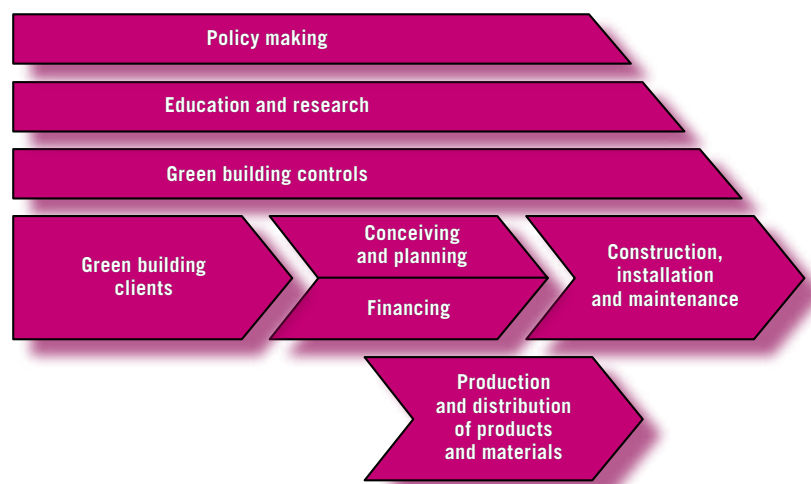 Policy making
Education and research
Green building controls
Green building
clients
Conceiving
and planning
Financing
Construction,
installation
and maintenance
Production
and distribution
of products
and materials